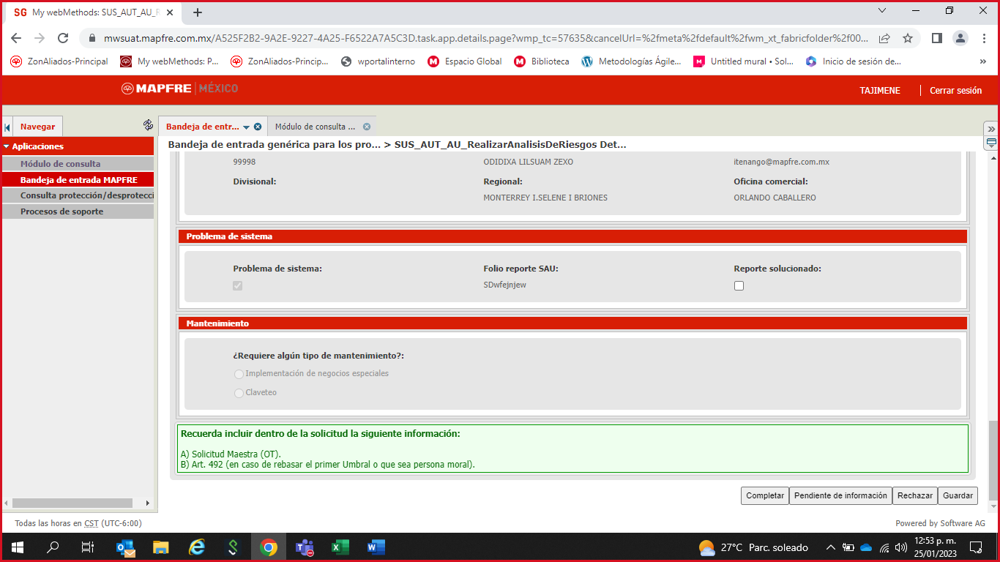 SG My webMethods: SUS_AUT_AU_R
mwsuat.mapfre.com.mx/A525F2B2-9A2E-9227-4A25-F6522A7A5C3D.task.app.details.page?wmp_tc=57635&cancelUrl=%2fmeta%2fdefault%2fwm_xt_fabricfolder%2f00...
ZonAliados-Principal My webMethods: P... ZonAliados-Princip... wportalinterno Espacio Global Biblioteca Metodologías Ágile... Untitled mural • Sol... Inicio de sesión de... »
MAPFRE | MÉXICO
TAJIMENE | Cerrar sesión
Navegar
Bandeja de entr... Módulo de consulta ...
Aplicaciones
Módulo de consulta
Bandeja de entrada MAPFRE
Consulta protección/desprotecci
Procesos de soporte
Bandeja de entrada genérica para los pro... > SUS_AUT_AU_RealizarAnalisisDeRiesgos Det...
99998 ODIDIXA LILSUAM ZEXO itenango@mapfre.com.mx
Divisional: Regional: Oficina comercial:
MONTERREY I.SELENE I BRIONES ORLANDO CABALLERO
Problema de sistema
Problema de sistema: Folio reporte SAU: Reporte solucionado:
SDwfejnjew
Mantenimiento
¿Requiere algún tipo de mantenimiento?:
Implementación de negocios especiales
Claveteo
Recuerda incluir dentro de la solicitud la siguiente información:
A) Solicitud Maestra (OT).
B) Art. 492 (en caso de rebasar el primer Umbral o que sea persona moral).
Completar Pendiente de información Rechazar Guardar
Todas las horas en CST (UTC-6:00)
Powered by Software AG
27°C Parc. soleado
12:53 p. m.
25/01/2023